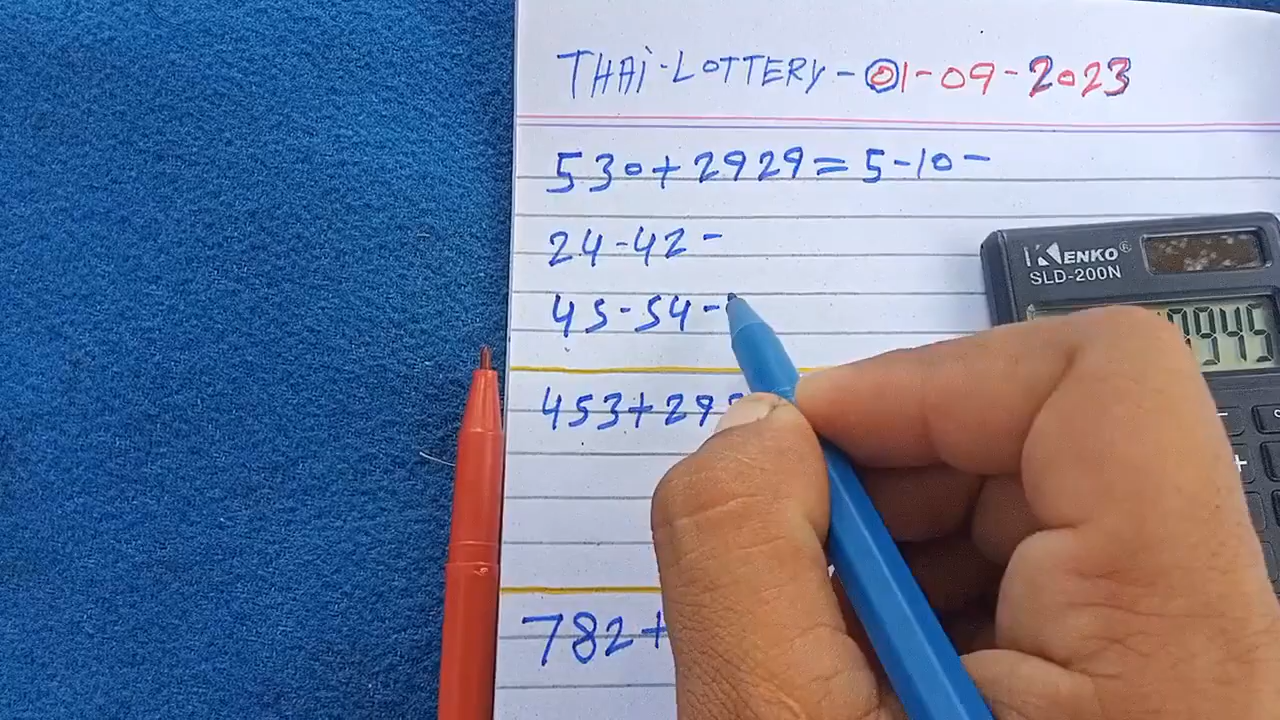 THAi-LOTTERY-01-09-2023
530+2929=5-10-
24-42-
45-54-
453+29
782+
KENKO®
SLD-200N
9945